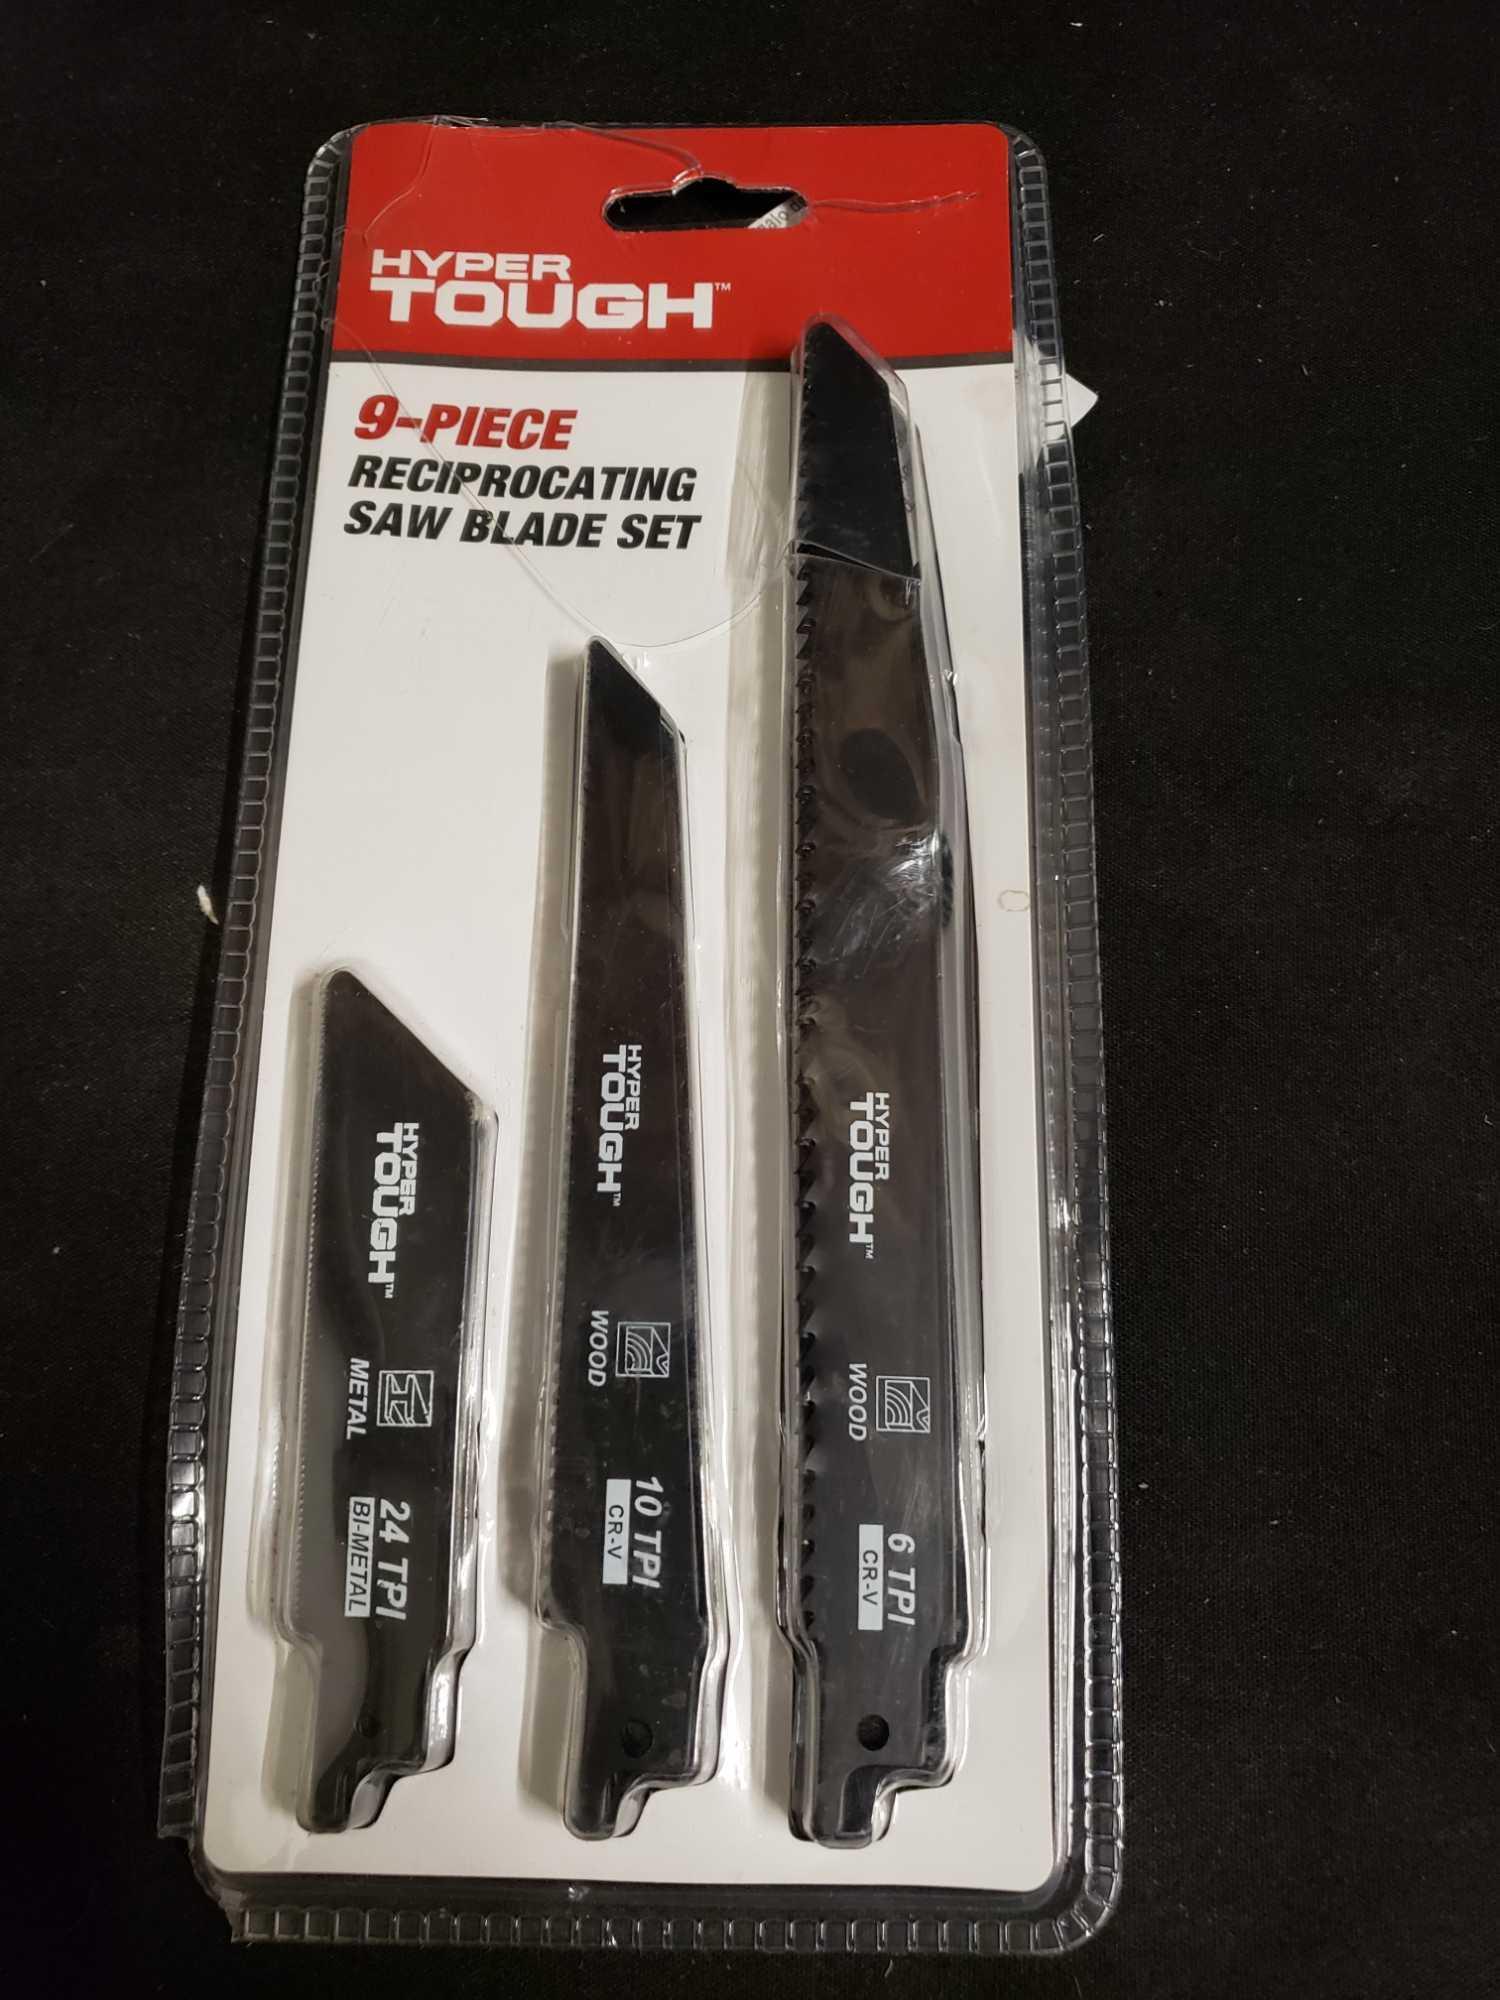 HYPER
TOUGH™
9-PIECE
RECIPROCATING
SAW BLADE SET
HYPER
TOUGH™
METAL
24 TPI
BI-METAL
HYPER
TOUGH™
WOOD
10 TPI
CR-V
HYPER
TOUGH™
WOOD
6 TPI
CR-V